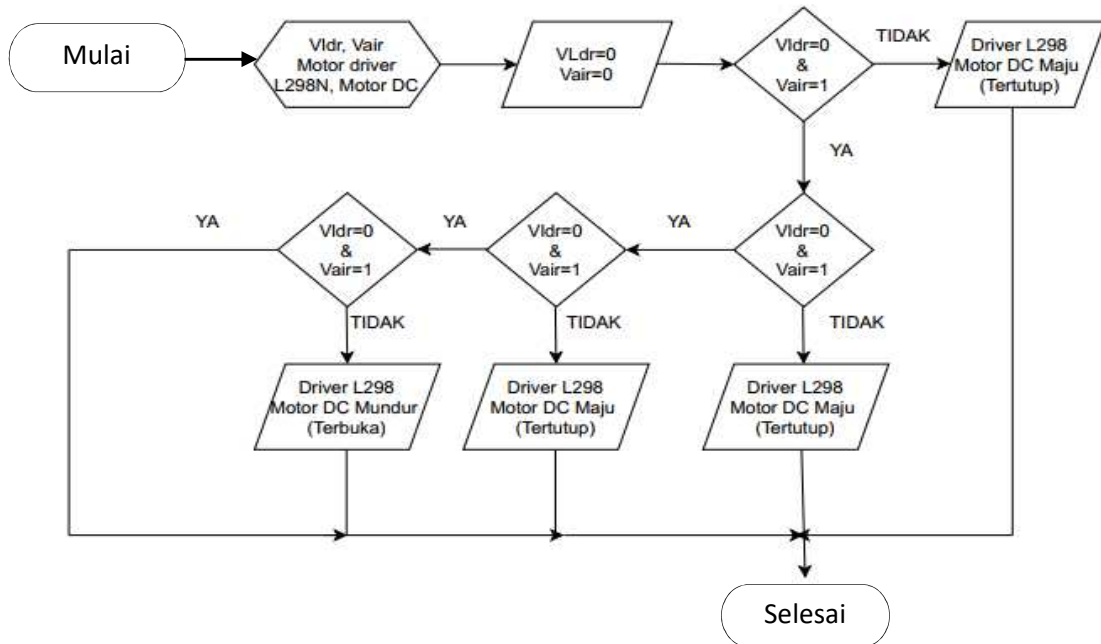 Mulai
Vldr, Vair
Motor driver
L298N, Motor DC
VLdr=0
Vair=0
Vldr=0
&
Vair=1
TIDAK
Driver L298
Motor DC Maju
(Tertutup)
YA
YA
Vldr=0
&
Vair=1
YA
Vldr=0
&
Vair=1
YA
Vldr=0
&
Vair=1
TIDAK
TIDAK
TIDAK
Driver L298
Motor DC Mundur
(Terbuka)
Driver L298
Motor DC Maju
(Tertutup)
Driver L298
Motor DC Maju
(Tertutup)
Selesai